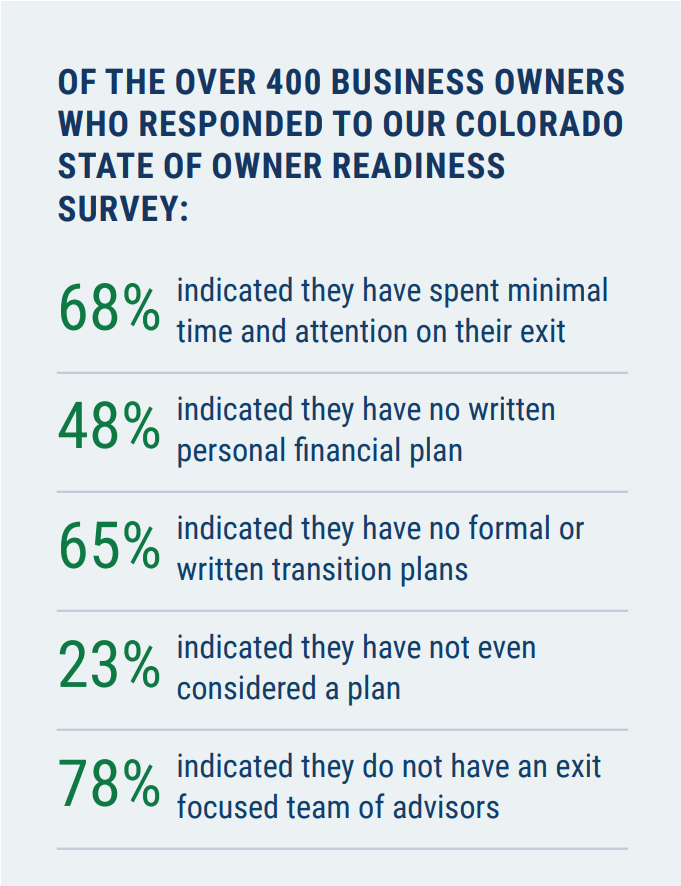 OF THE OVER 400 BUSINESS OWNERS
WHO RESPONDED TO OUR COLORADO
STATE OF OWNER READINESS
SURVEY:
68% indicated they have spent minimal
time and attention on their exit
48% indicated they have no written
personal financial plan
65% indicated they have no formal or
written transition plans
23% indicated they have not even
considered a plan
78% indicated they do not have an exit
focused team of advisors